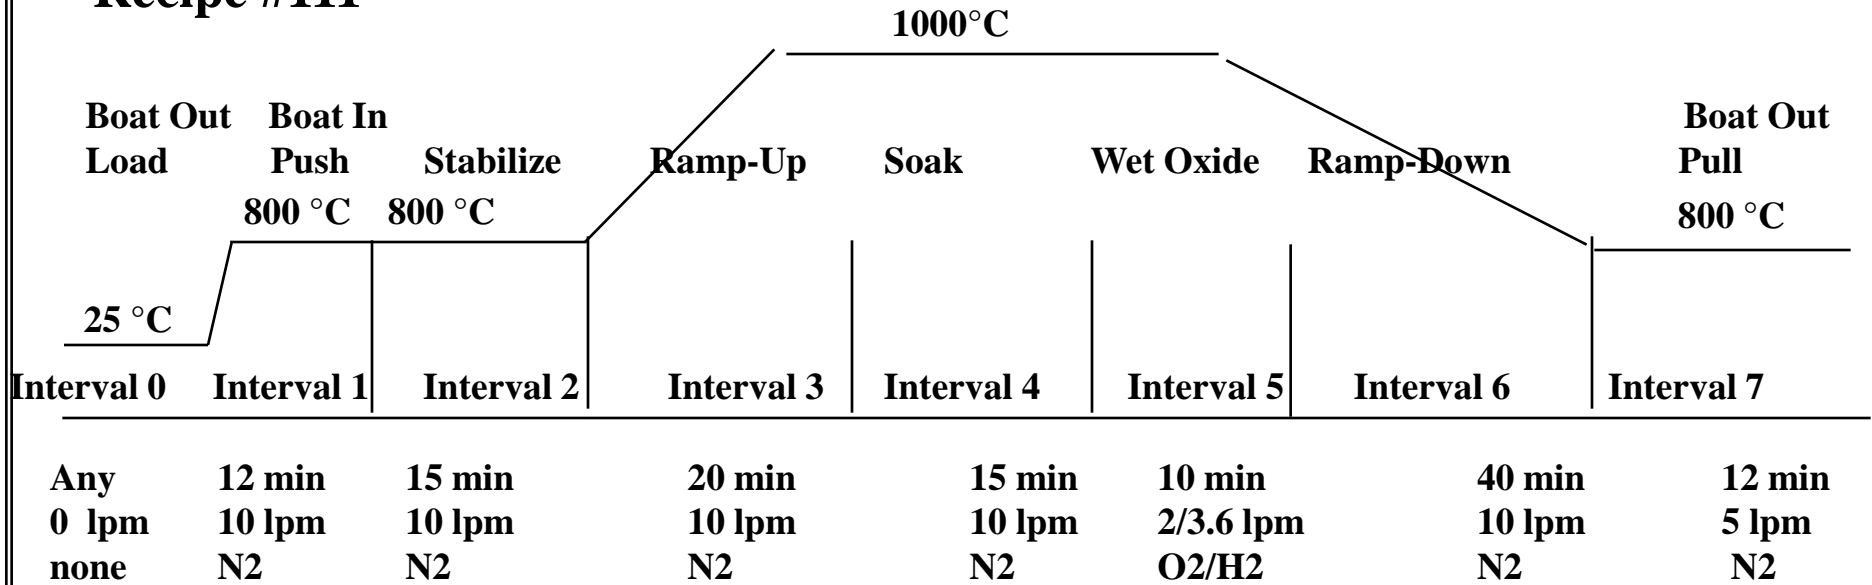 Recipe #111
1000°C
Boat Out Boat In Boat Out
Load Push Stabilize Ramp-Up Soak Wet Oxide Ramp-Down Pull
800 °C 800 °C 800 °C
25 °C
Interval 0 Interval 1 Interval 2 Interval 3 Interval 4 Interval 5 Interval 6 Interval 7
Any 12 min 15 min 20 min 15 min 10 min 40 min 12 min
0 lpm 10 lpm 10 lpm 10 lpm 10 lpm 2/3.6 lpm 10 lpm 5 lpm
none N2 N2 N2 N2 O2/H2 N2 N2